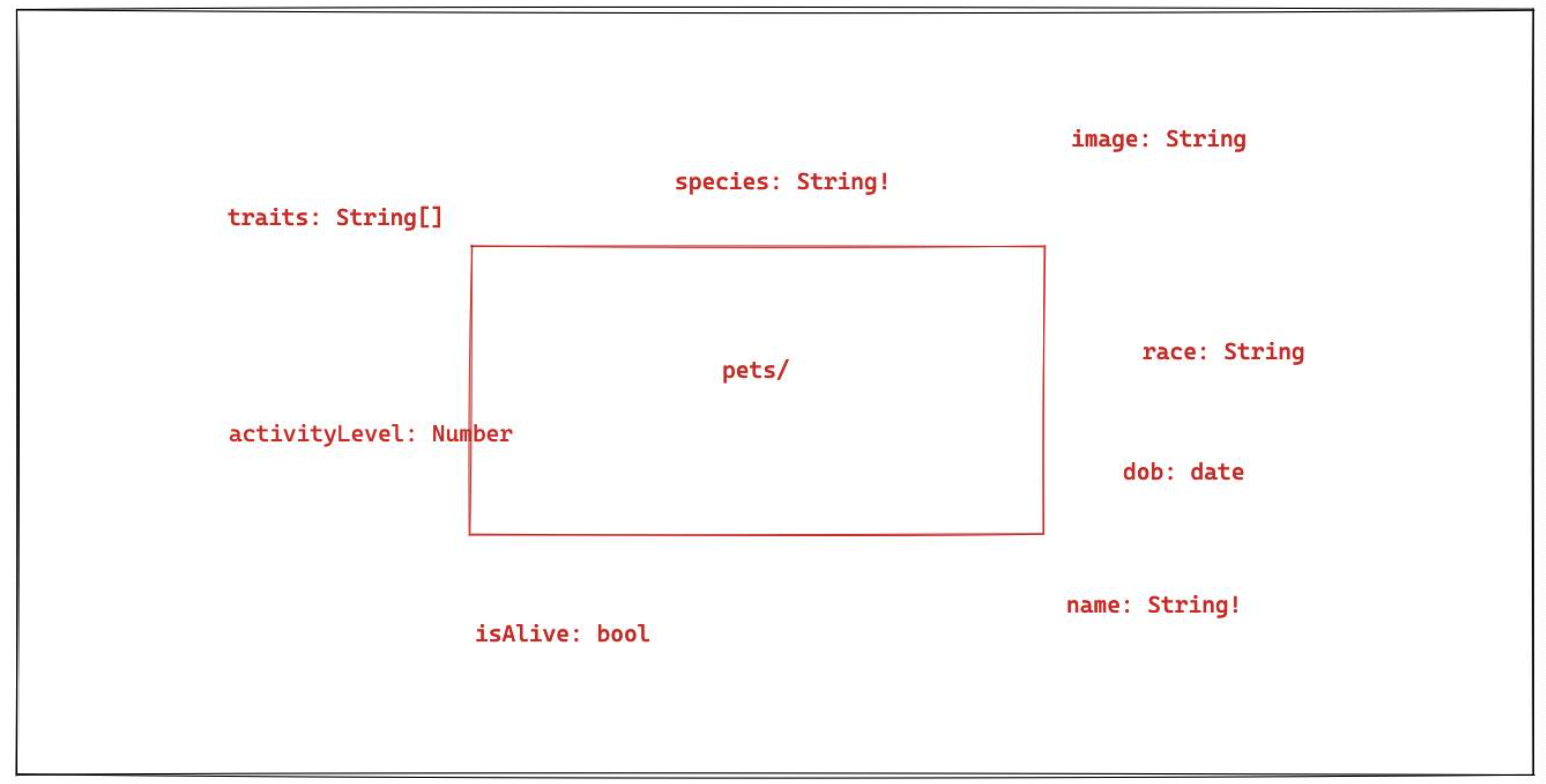 image: String
species: String!
traits: String[]
race: String
pets/
activityLevel: Number
dob: date
name: String!
isAlive: bool